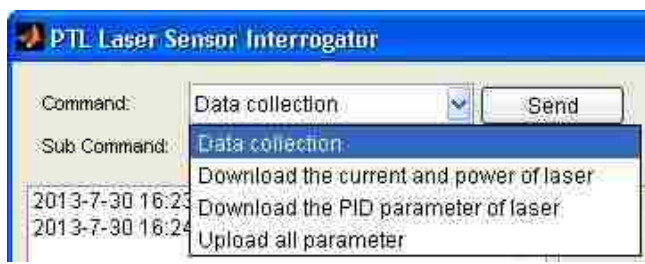 PTL Laser Sensor Interrogator
Command: Data collection Send
Sub Command: Data collection
Download the current and power of laser
2013-7-30 16:23 Download the PID parameter of laser
2013-7-30 16:24 Upload all parameter